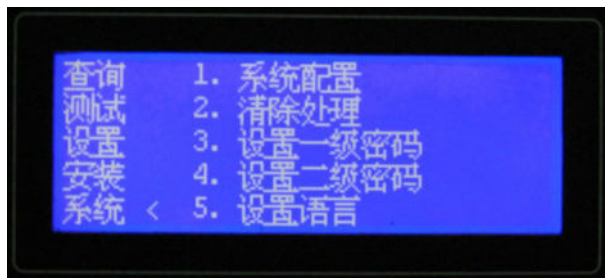 查询 1. 系统配置
测试 2. 清除处理
设置 3. 设置一级密码
安装 4. 设置二级密码
系统 < 5. 设置语言